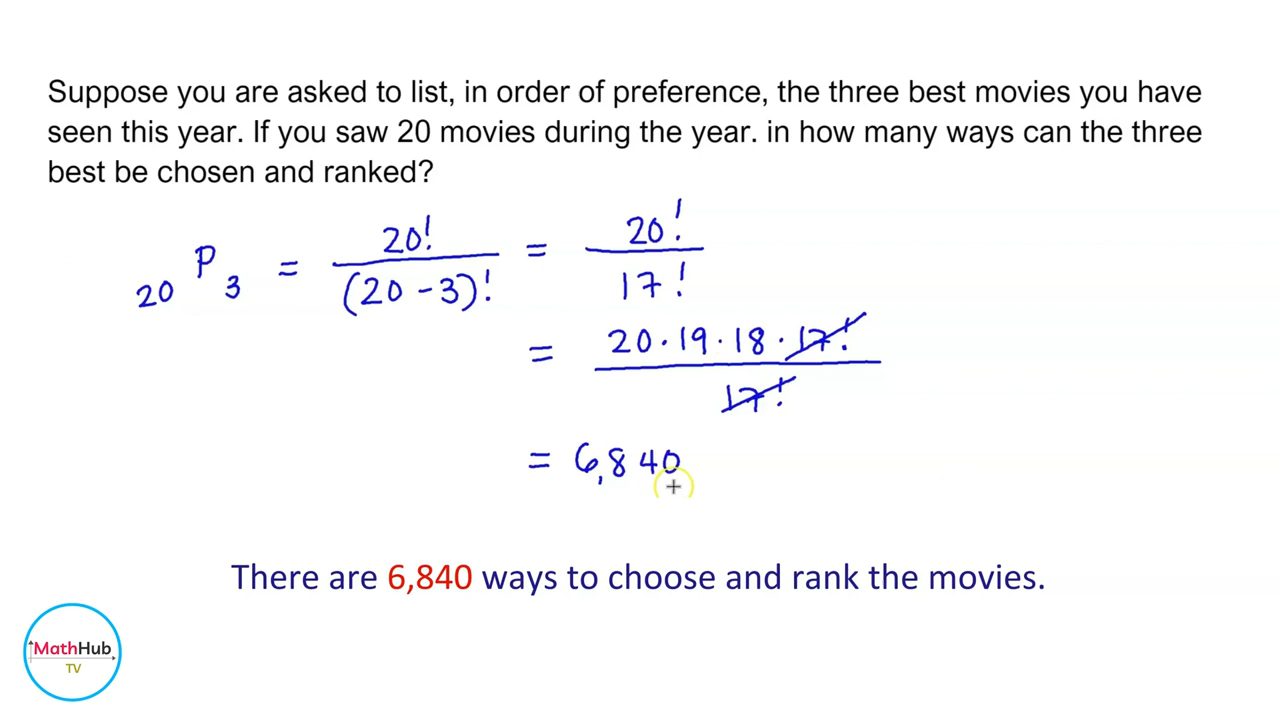 Suppose you are asked to list, in order of preference, the three best movies you have
seen this year. If you saw 20 movies during the year. in how many ways can the three
best be chosen and ranked?
20 P 3 = 20! / (20 - 3)! = 20! / 17!
= 20 · 19 · 18 · 17! / 17!
= 6,840
There are 6,840 ways to choose and rank the movies.
MathHub
TV